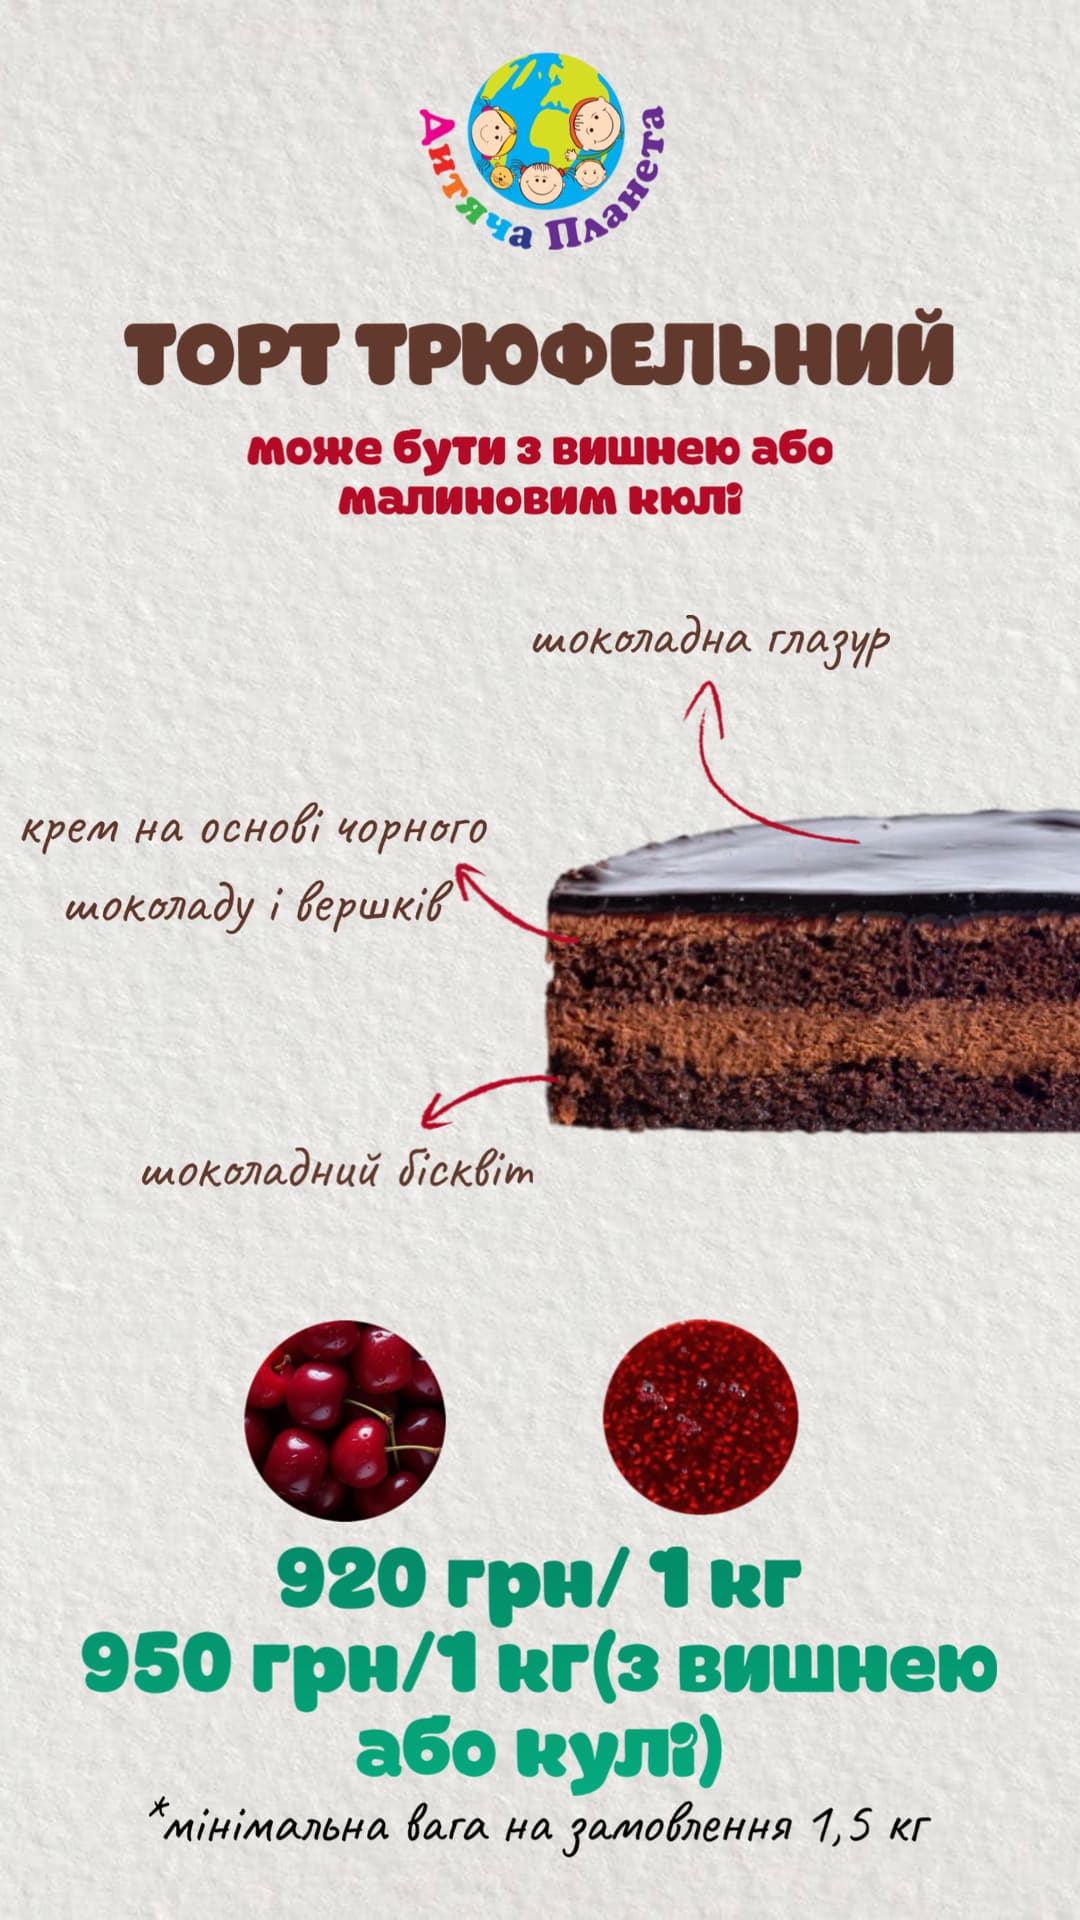 Дитяча Планета
ТОРТ ТРЮФЕЛЬНИЙ
може бути з вишнею або
малиновим кюлі
шоколадна глазур
крем на основі чорного
шоколаду і вершків
шоколадний бісквіт
920 грн/ 1 кг
950 грн/1 кг(з вишнею
або кулі)
*мінімальна вага на замовлення 1,5 кг